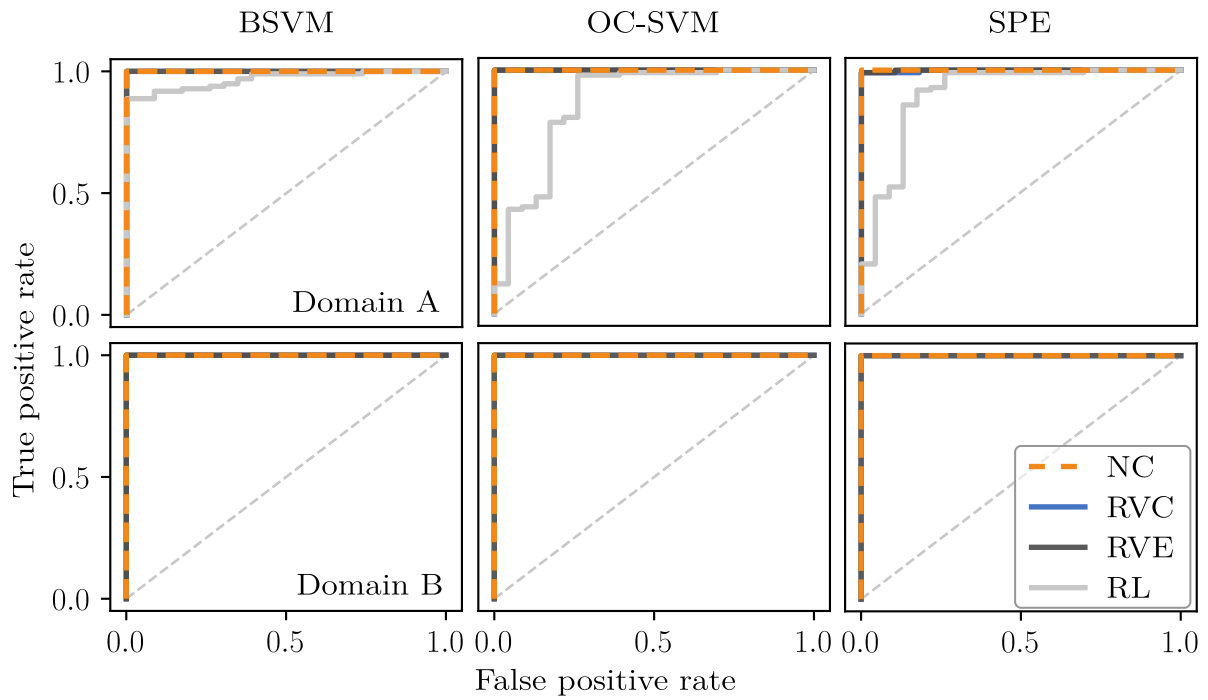 BSVM OC-SVM SPE
True positive rate
1.0
0.5
0.0
Domain A
1.0
0.5
0.0
Domain B
NC
RVC
RVE
RL
0.0 0.5 1.0 0.0 0.5 1.0 0.0 0.5 1.0
False positive rate